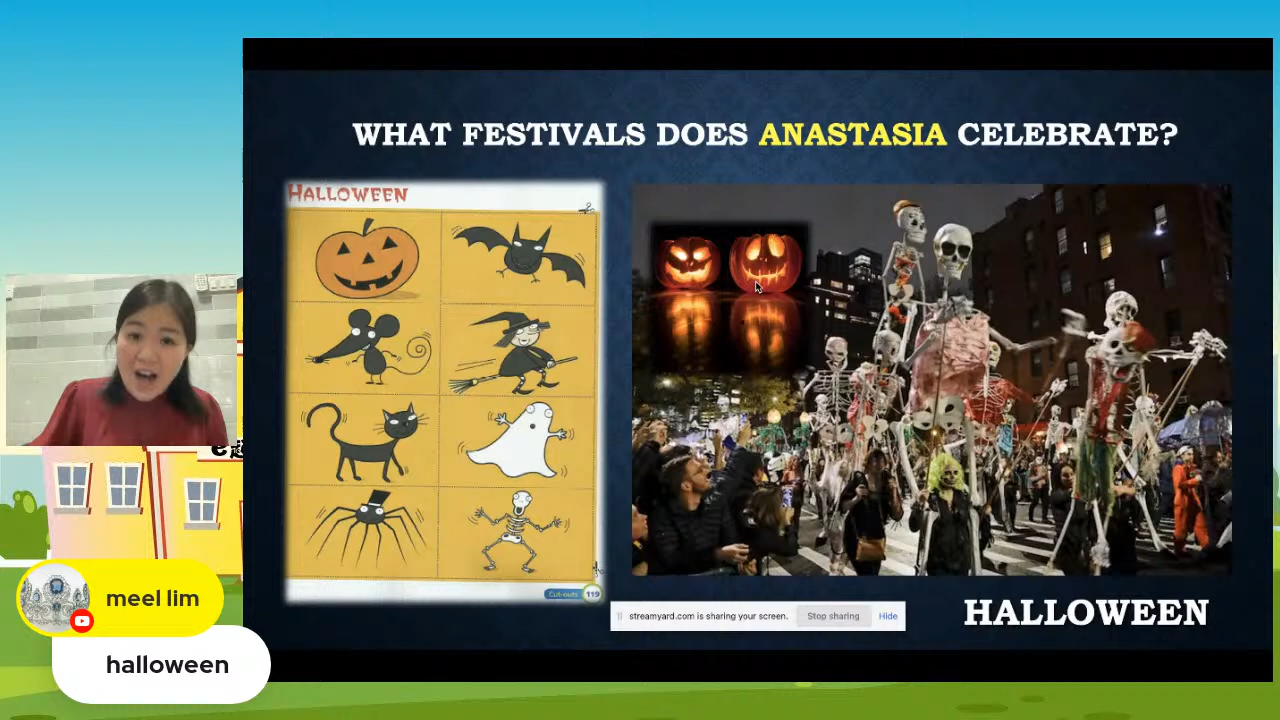 WHAT FESTIVALS DOES ANASTASIA CELEBRATE?
HALLOWEEN
Cut-outs 119
streamyard.com is sharing your screen. Stop sharing Hide
HALLOWEEN
meel lim
halloween